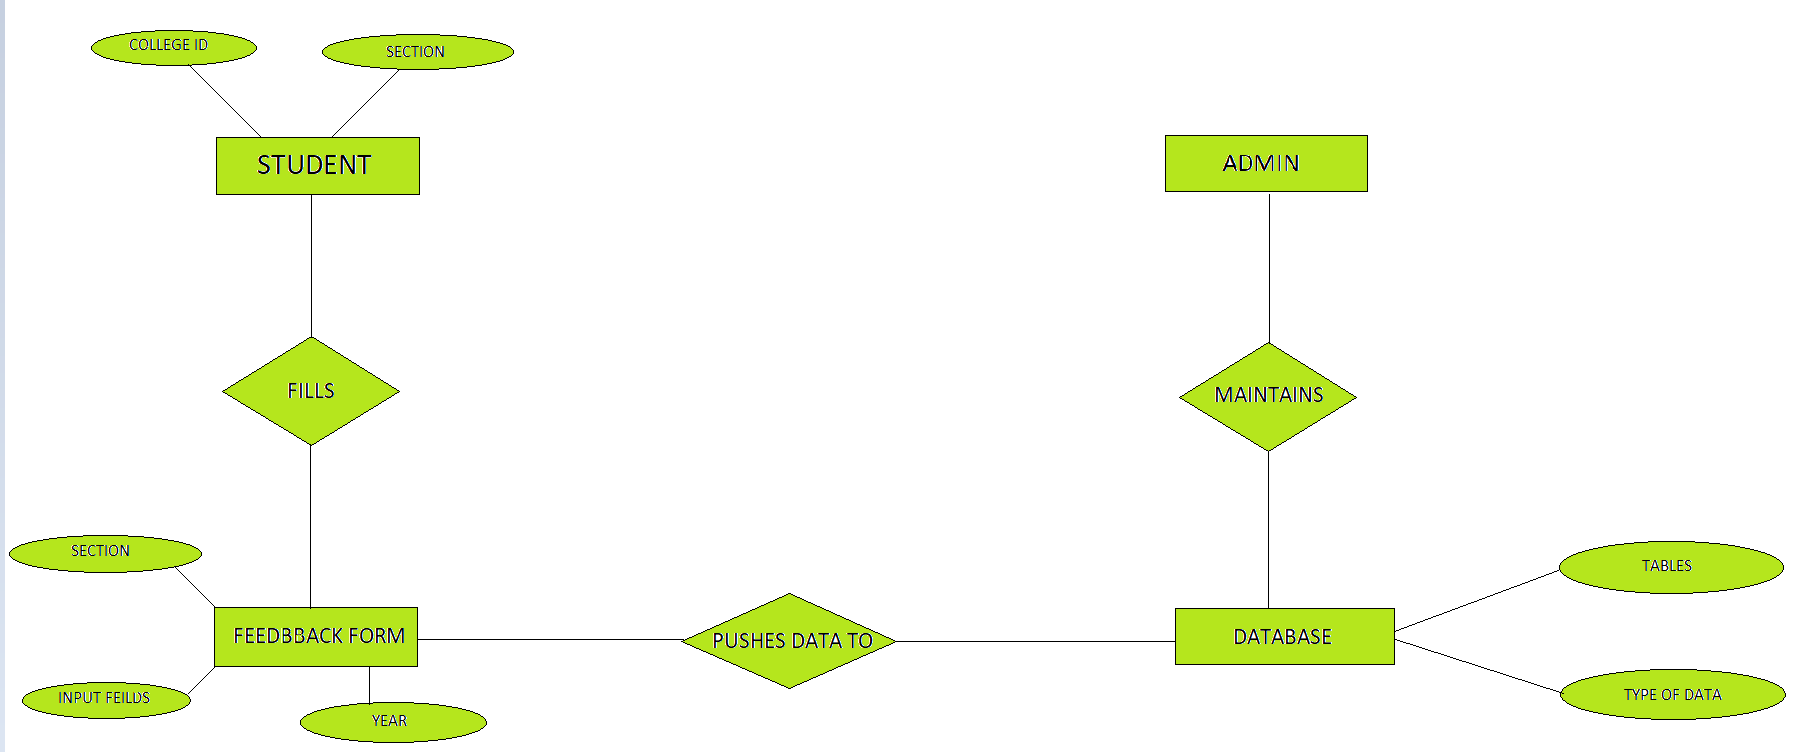 COLLEGE ID
SECTION
STUDENT
ADMIN
FILLS
MAINTAINS
SECTION
TABLES
FEEDBBACK FORM
PUSHES DATA TO
DATABASE
INPUT FEILDS
YEAR
TYPE OF DATA